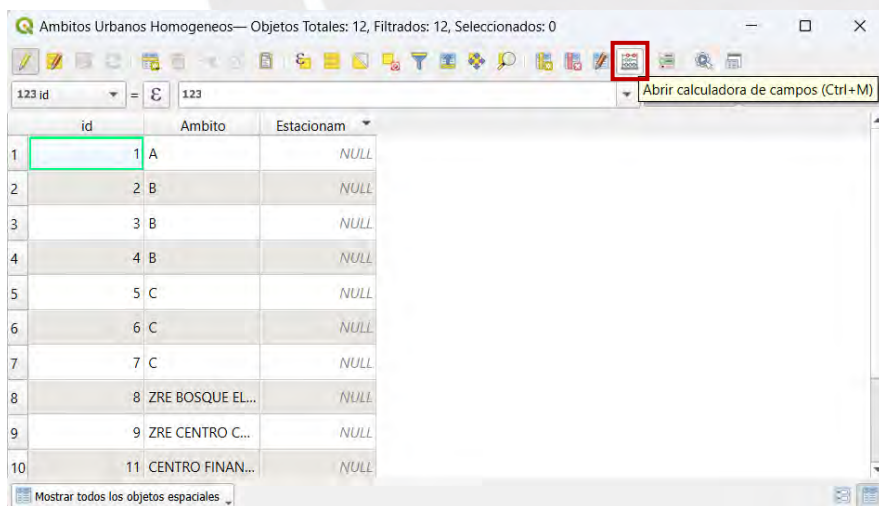 Ambitos Urbanos Homogeneos— Objetos Totales: 12, Filtrados: 12, Seleccionados: 0
123 id = ε 123
Abrir calculadora de campos (Ctrl+M)
id Ambito Estacionam
1 1 A NULL
2 2 B NULL
3 3 B NULL
4 4 B NULL
5 5 C NULL
6 6 C NULL
7 7 C NULL
8 8 ZRE BOSQUE EL... NULL
9 9 ZRE CENTRO C... NULL
10 11 CENTRO FINAN... NULL
Mostrar todos los objetos espaciales